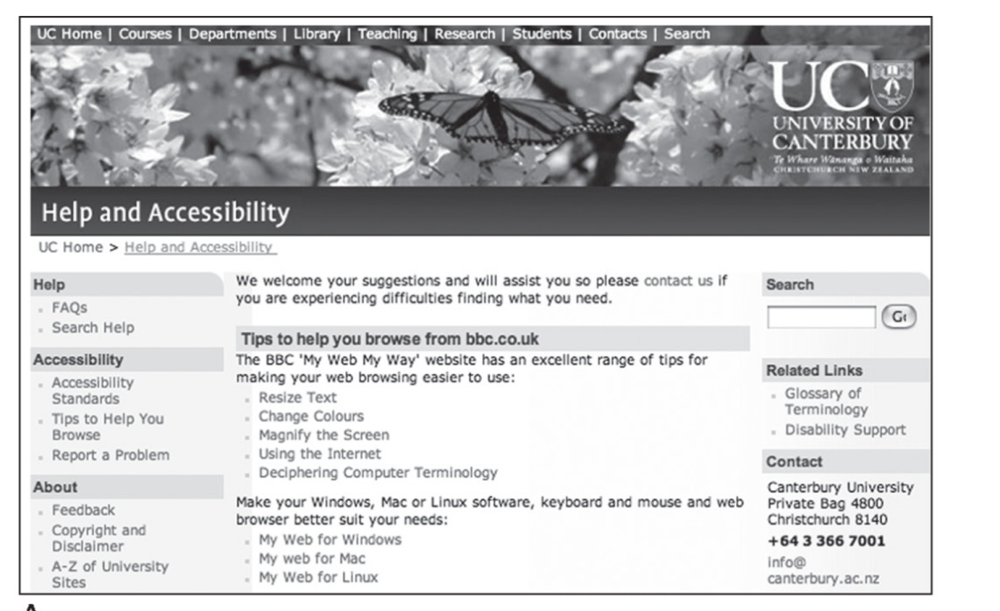 UC Home | Courses | Departments | Library | Teaching | Research | Students | Contacts | Search
UC
UNIVERSITY OF
CANTERBURY
Te Whare Wānanga o Waitaha
CHRISTCHURCH NEW ZEALAND
Help and Accessibility
UC Home > Help and Accessibility
Help
FAQs
Search Help
Accessibility
Accessibility
Standards
Tips to Help You
Browse
Report a Problem
About
Feedback
Copyright and
Disclaimer
A-Z of University
Sites
We welcome your suggestions and will assist you so please contact us if
you are experiencing difficulties finding what you need.
Tips to help you browse from bbc.co.uk
The BBC 'My Web My Way' website has an excellent range of tips for
making your web browsing easier to use:
Resize Text
Change Colours
Magnify the Screen
Using the Internet
Deciphering Computer Terminology
Make your Windows, Mac or Linux software, keyboard and mouse and web
browser better suit your needs:
My Web for Windows
My web for Mac
My Web for Linux
Search
Related Links
Glossary of
Terminology
Disability Support
Contact
Canterbury University
Private Bag 4800
Christchurch 8140
+64 3 366 7001
info@
canterbury.ac.nz